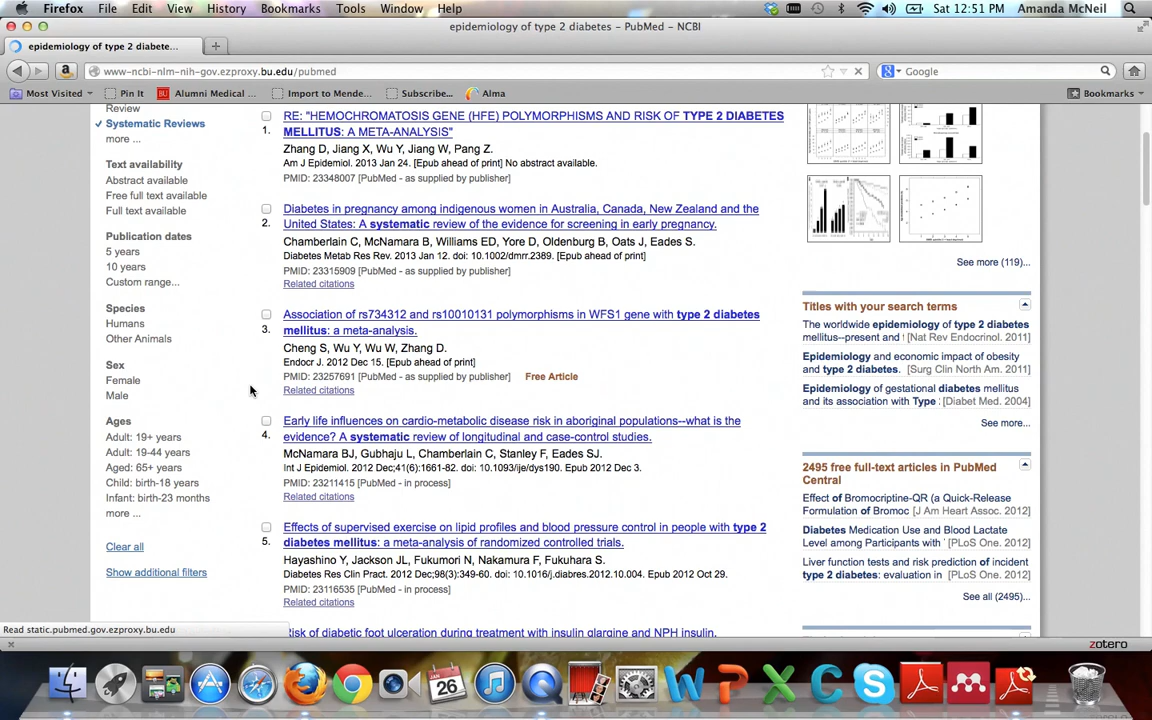 Firefox File Edit View History Bookmarks Tools Window Help Sat 12:51 PM Amanda McNeil
epidemiology of type 2 diabetes - PubMed - NCBI
epidemiology of type 2 diabete...
www-ncbi-nlm-nih-gov.ezproxy.bu.edu/pubmed
Google
Most Visited
Pin It
BU Alumni Medical ...
Import to Mende...
Subscribe...
Alma
Bookmarks
Review
Systematic Reviews
more ...
Text availability
Abstract available
Free full text available
Full text available
Publication dates
5 years
10 years
Custom range...
Species
Humans
Other Animals
Sex
Female
Male
Ages
Adult: 19+ years
Adult: 19-44 years
Aged: 65+ years
Child: birth-18 years
Infant: birth-23 months
more ...
Clear all
Show additional filters
RE: "HEMOCHROMATOSIS GENE (HFE) POLYMORPHISMS AND RISK OF TYPE 2 DIABETES
1. MELLITUS: A META-ANALYSIS"
Zhang D, Jiang X, Wu Y, Jiang W, Pang Z.
Am J Epidemiol. 2013 Jan 24. [Epub ahead of print] No abstract available.
PMID: 23348007 [PubMed - as supplied by publisher]
Diabetes in pregnancy among indigenous women in Australia, Canada, New Zealand and the
2. United States: A systematic review of the evidence for screening in early pregnancy.
Chamberlain C, McNamara B, Williams ED, Yore D, Oldenburg B, Oats J, Eades S.
Diabetes Metab Res Rev. 2013 Jan 12. doi: 10.1002/dmrr.2389. [Epub ahead of print]
PMID: 23315909 [PubMed - as supplied by publisher]
Related citations
Association of rs734312 and rs10010131 polymorphisms in WFS1 gene with type 2 diabetes
3. mellitus: a meta-analysis.
Cheng S, Wu Y, Wu W, Zhang D.
Endocr J. 2012 Dec 15. [Epub ahead of print]
PMID: 23257691 [PubMed - as supplied by publisher] Free Article
Related citations
Early life influences on cardio-metabolic disease risk in aboriginal populations--what is the
4. evidence? A systematic review of longitudinal and case-control studies.
McNamara BJ, Gubhaju L, Chamberlain C, Stanley F, Eades SJ.
Int J Epidemiol. 2012 Dec;41(6):1661-82. doi: 10.1093/ije/dys190. Epub 2012 Dec 3.
PMID: 23211415 [PubMed - in process]
Related citations
Effects of supervised exercise on lipid profiles and blood pressure control in people with type 2
5. diabetes mellitus: a meta-analysis of randomized controlled trials.
Hayashino Y, Jackson JL, Fukumori N, Nakamura F, Fukuhara S.
Diabetes Res Clin Pract. 2012 Dec;98(3):349-60. doi: 10.1016/j.diabres.2012.10.004. Epub 2012 Oct 29.
PMID: 23116535 [PubMed - in process]
Related citations
Risk of diabetic foot ulceration during treatment with insulin glargine and NPH insulin.
See more (119)...
Titles with your search terms
The worldwide epidemiology of type 2 diabetes
mellitus--present and [Nat Rev Endocrinol. 2011]
Epidemiology and economic impact of obesity
and type 2 diabetes. [Surg Clin North Am. 2011]
Epidemiology of gestational diabetes mellitus
and its association with Type [Diabet Med. 2004]
See more...
2495 free full-text articles in PubMed
Central
Effect of Bromocriptine-QR (a Quick-Release
Formulation of Bromoc [J Am Heart Assoc. 2012]
Diabetes Medication Use and Blood Lactate
Level among Participants with [PLoS One. 2012]
Liver function tests and risk prediction of incident
type 2 diabetes: evaluation in [PLoS One. 2012]
See all (2495)...
Read static.pubmed.gov.ezproxy.bu.edu
zotero
JAN
26